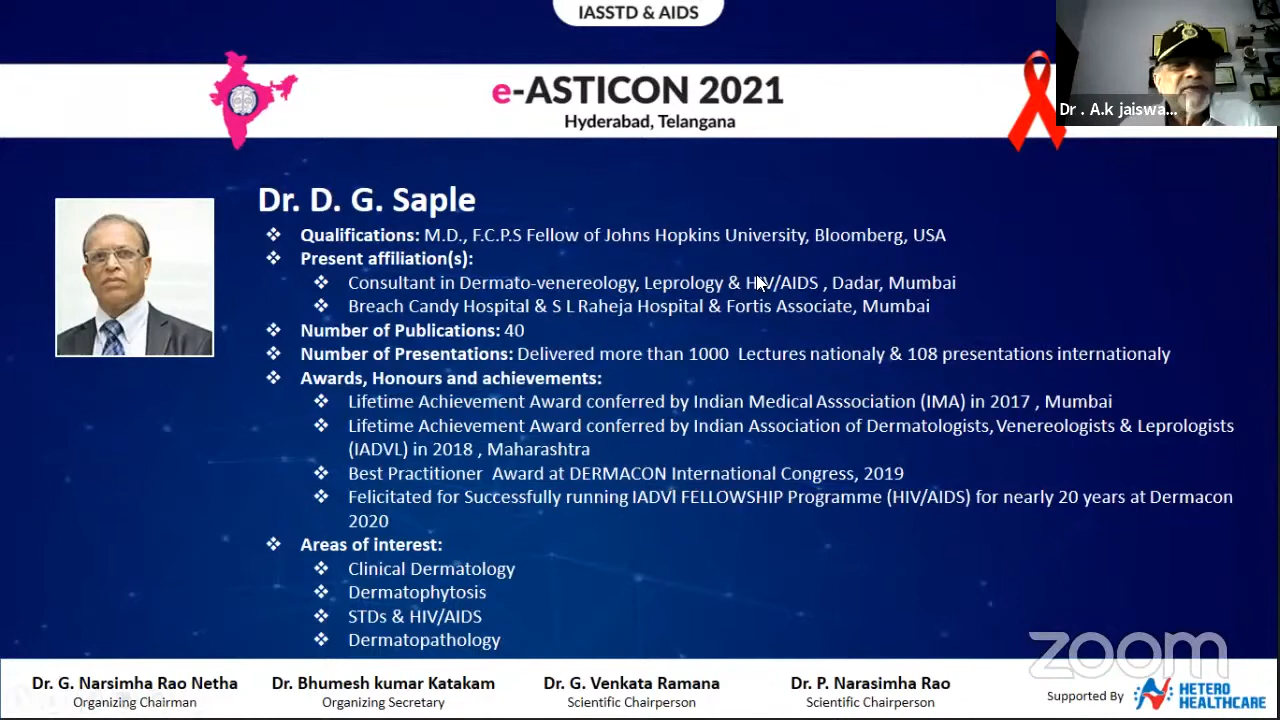 IASSTD & AIDS
e-ASTICON 2021
Hyderabad, Telangana
Dr . A.k jaiswa...
Dr. D. G. Saple
❖ Qualifications: M.D., F.C.P.S Fellow of Johns Hopkins University, Bloomberg, USA
❖ Present affiliation(s):
❖ Consultant in Dermato-venereology, Leprology & HIV/AIDS , Dadar, Mumbai
❖ Breach Candy Hospital & S L Raheja Hospital & Fortis Associate, Mumbai
❖ Number of Publications: 40
❖ Number of Presentations: Delivered more than 1000 Lectures nationaly & 108 presentations internationaly
❖ Awards, Honours and achievements:
❖ Lifetime Achievement Award conferred by Indian Medical Asssociation (IMA) in 2017 , Mumbai
❖ Lifetime Achievement Award conferred by Indian Association of Dermatologists, Venereologists & Leprologists
(IADVL) in 2018 , Maharashtra
❖ Best Practitioner Award at DERMACON International Congress, 2019
❖ Felicitated for Successfully running IADVl FELLOWSHIP Programme (HIV/AIDS) for nearly 20 years at Dermacon
2020
❖ Areas of interest:
❖ Clinical Dermatology
❖ Dermatophytosis
❖ STDs & HIV/AIDS
❖ Dermatopathology
zoom
Dr. G. Narsimha Rao Netha
Organizing Chairman
Dr. Bhumesh kumar Katakam
Organizing Secretary
Dr. G. Venkata Ramana
Scientific Chairperson
Dr. P. Narasimha Rao
Scientific Chairperson
Supported By
HETERO
HEALTHCARE